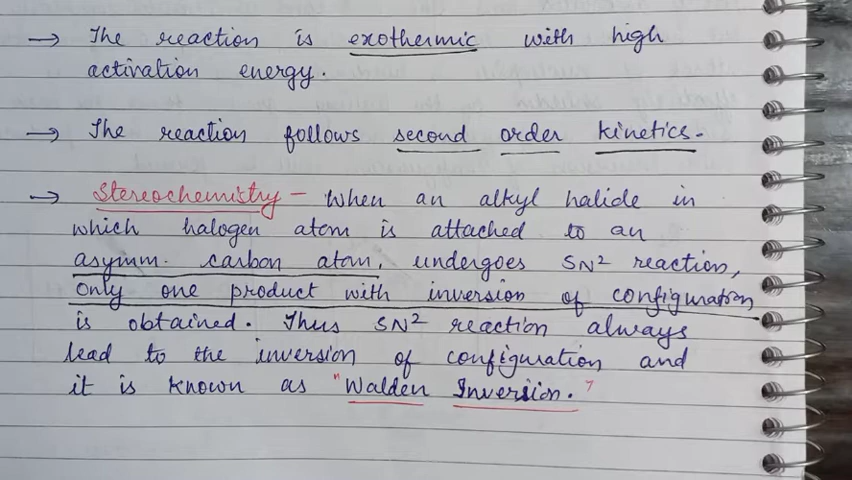 → The reaction is exothermic with high
activation energy.
→ The reaction follows second order kinetics.
→ Stereochemistry - When an alkyl halide in
which halogen atom is attached to an
asymm. carbon atom, undergoes SN² reaction,
only one product with inversion of configuration
is obtained. Thus SN² reaction always
lead to the inversion of configuration and
it is known as "Walden Inversion."